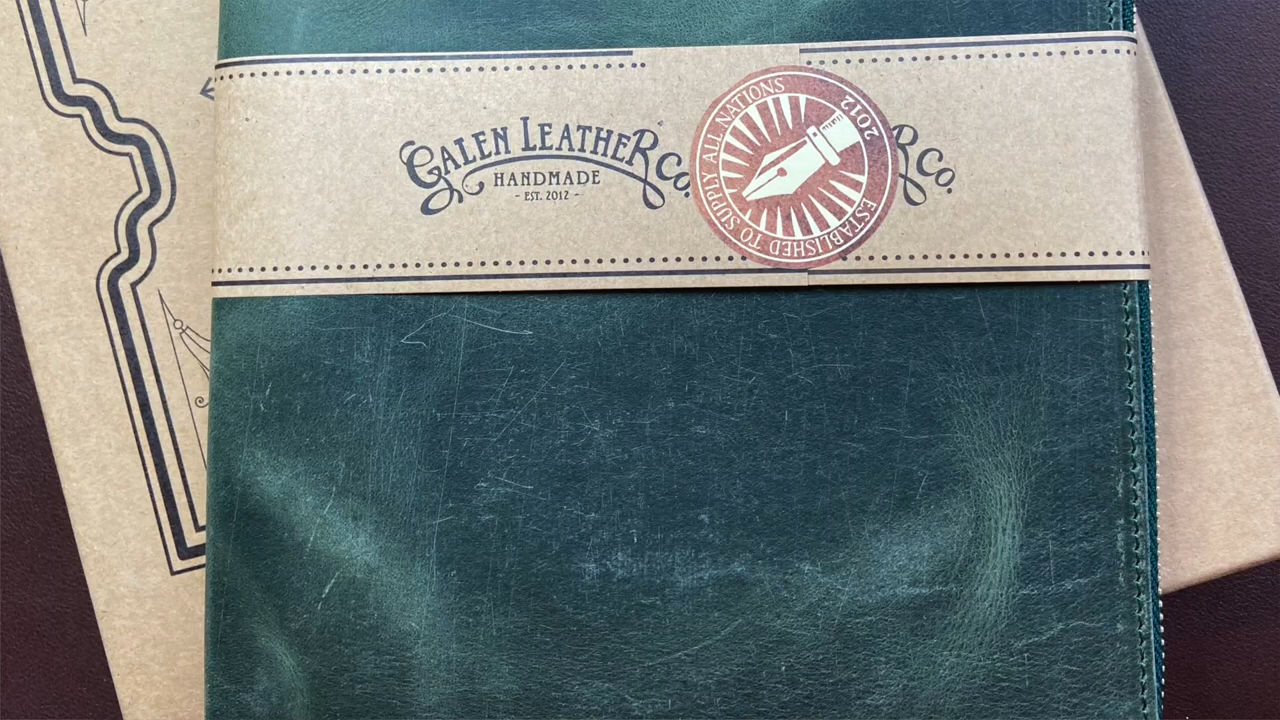 GALEN LEATHER CO.
HANDMADE
- EST. 2012 -
R CO.
ESTABLISHED TO SUPPLY ALL NATIONS
2012